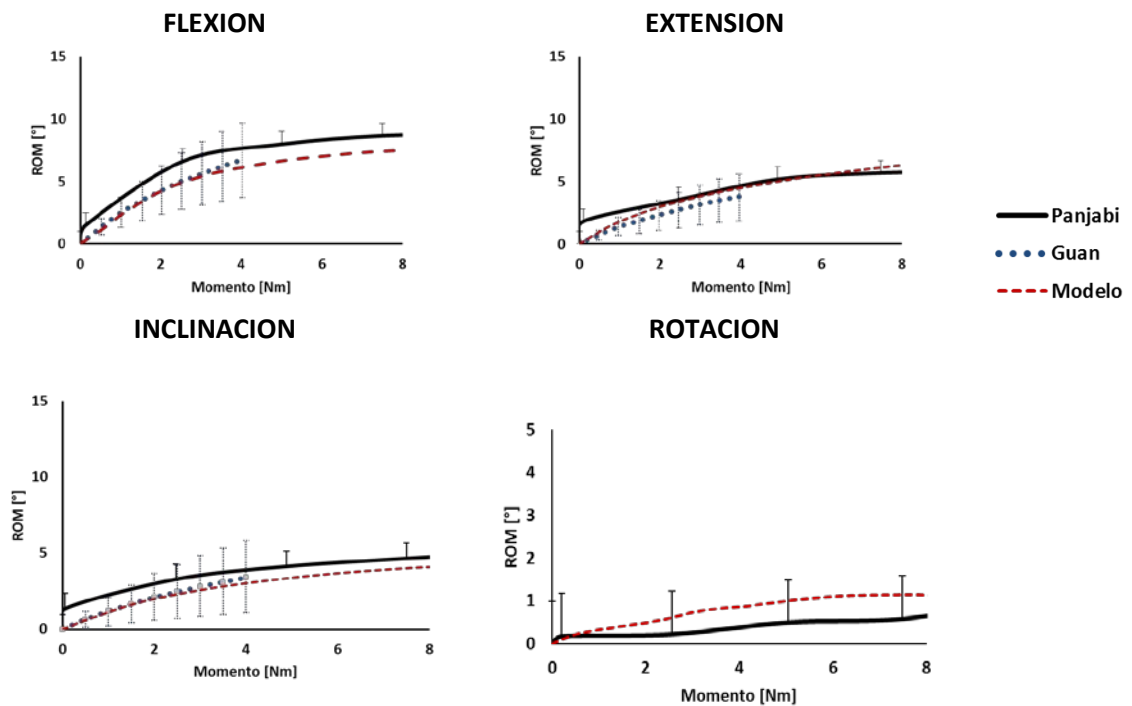 FLEXION
EXTENSION
15
10
5
0
ROM [°]
0 2 4 6 8
Momento [Nm]
15
10
5
0
ROM [°]
0 2 4 6 8
Momento [Nm]
Panjabi
Guan
Modelo
INCLINACION
ROTACION
15
10
5
0
ROM [°]
0 2 4 6 8
Momento [Nm]
5
4
3
2
1
0
ROM [°]
0 2 4 6 8
Momento [Nm]